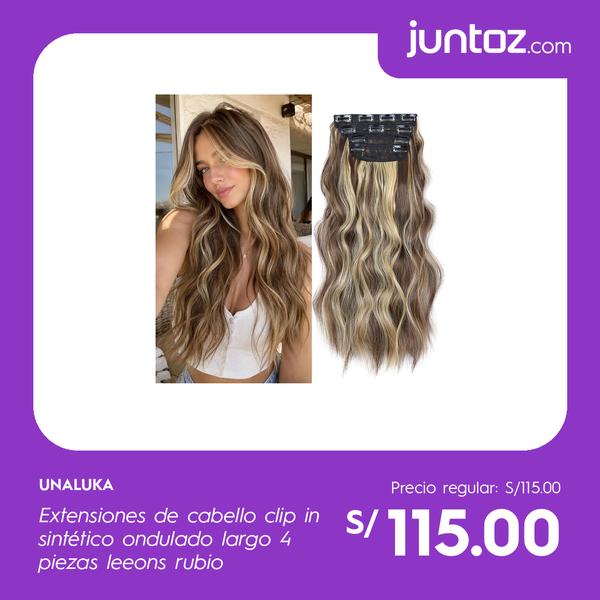 juntoz.com
UNALUKA
Extensiones de cabello clip in
sintético ondulado largo 4
piezas leeons rubio
Precio regular: S/115.00
S/ 115.00